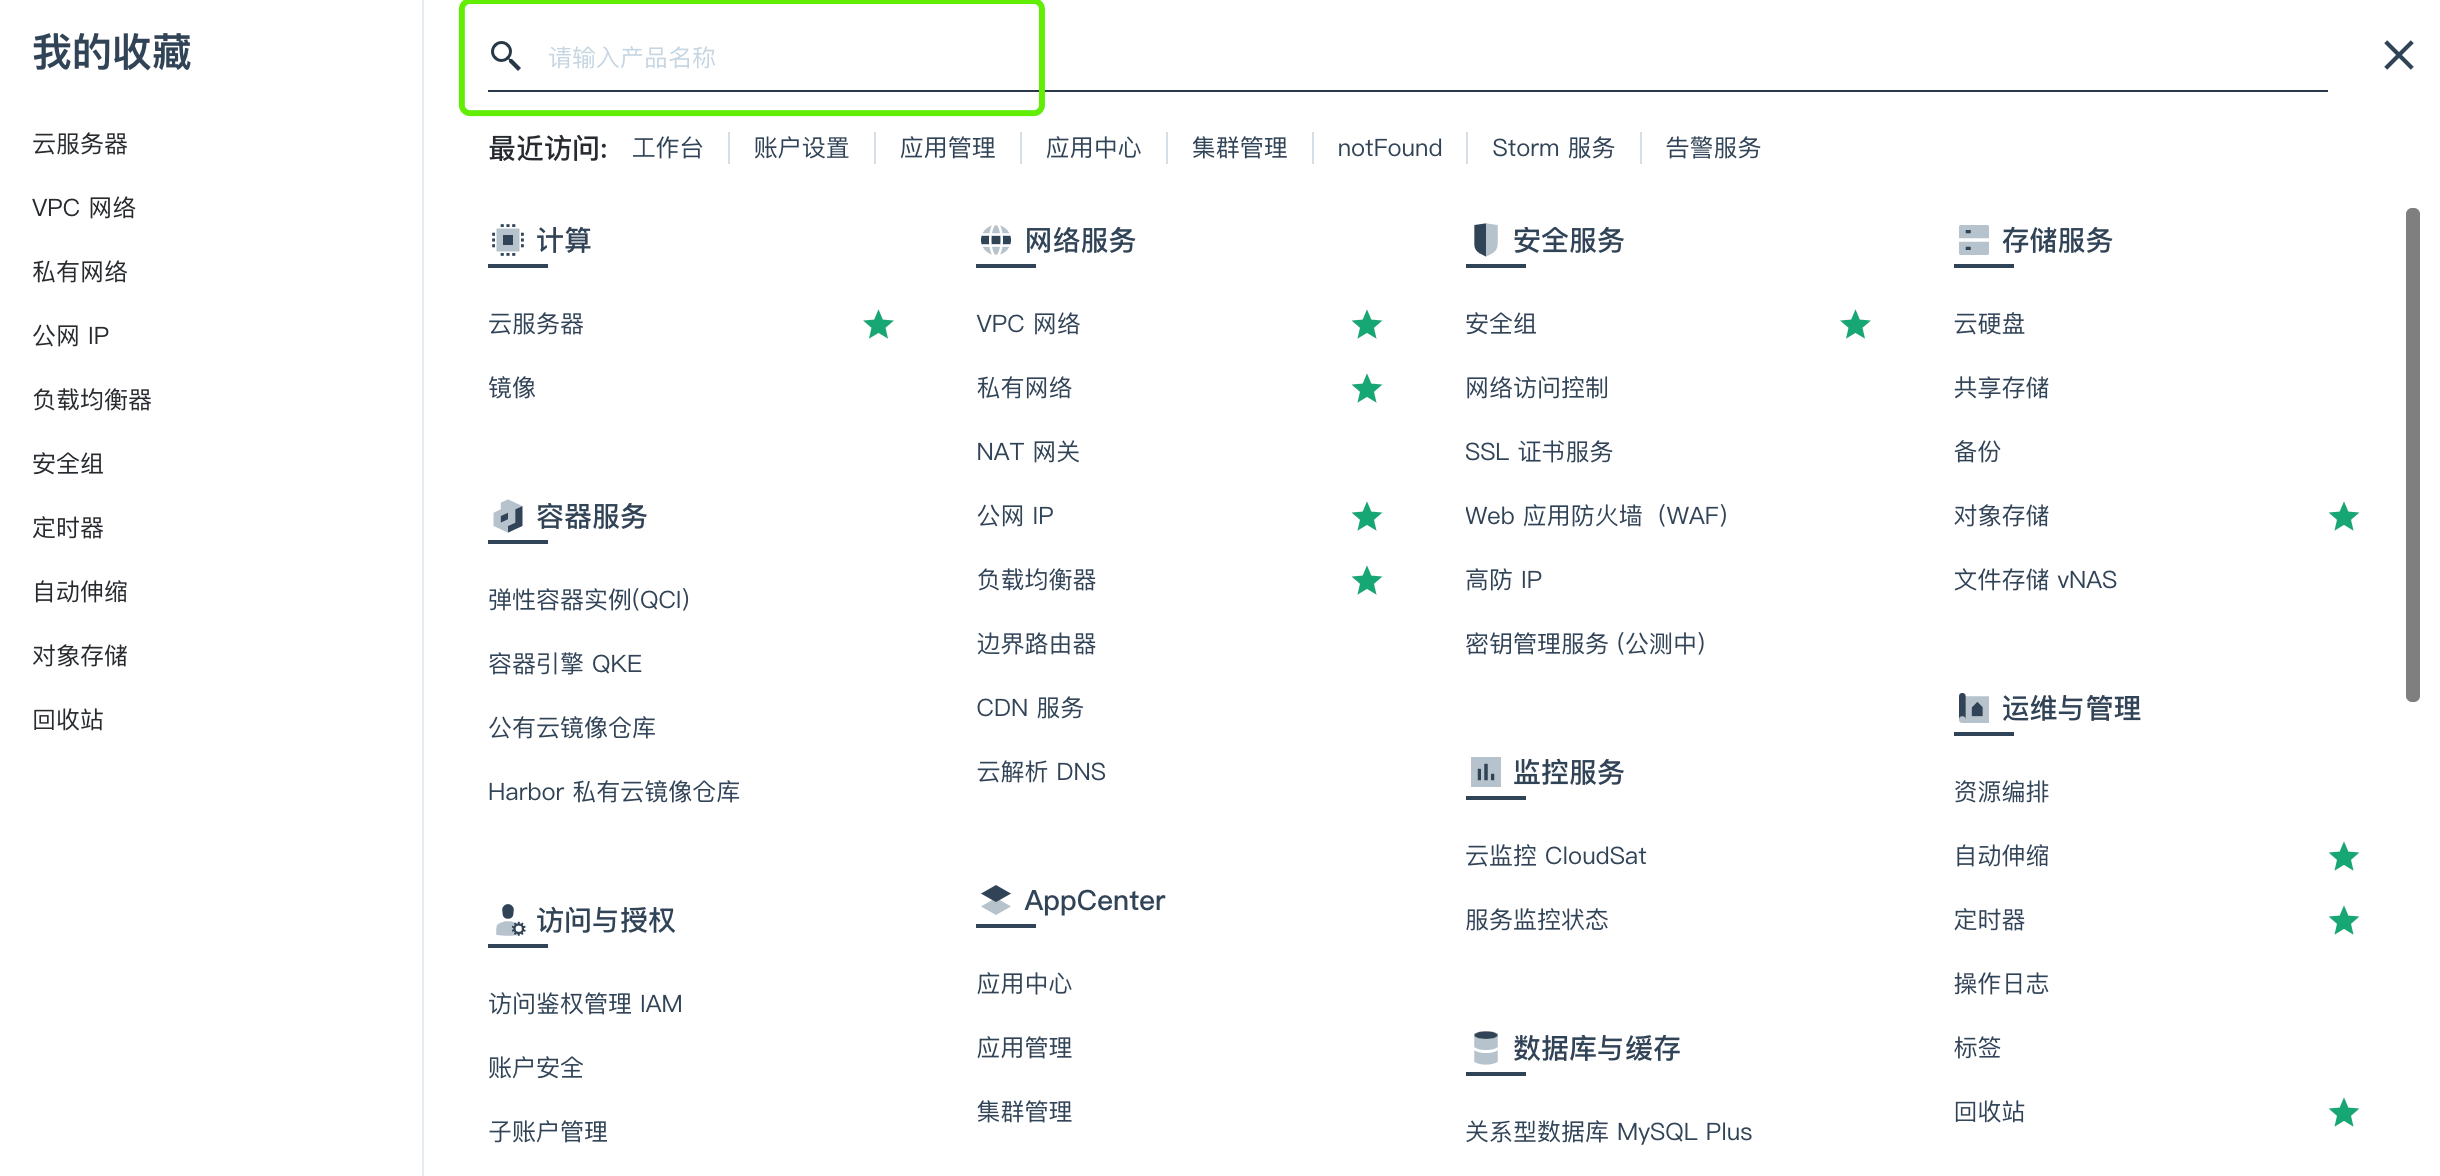 我的收藏
云服务器
VPC 网络
私有网络
公网 IP
负载均衡器
安全组
定时器
自动伸缩
对象存储
回收站
请输入产品名称
最近访问: 工作台 账户设置 应用管理 应用中心 集群管理 notFound Storm 服务 告警服务
计算
云服务器
镜像
容器服务
弹性容器实例(QCI)
容器引擎 QKE
公有云镜像仓库
Harbor 私有云镜像仓库
访问与授权
访问鉴权管理 IAM
账户安全
子账户管理
网络服务
VPC 网络
私有网络
NAT 网关
公网 IP
负载均衡器
边界路由器
CDN 服务
云解析 DNS
AppCenter
应用中心
应用管理
集群管理
安全服务
安全组
网络访问控制
SSL 证书服务
Web 应用防火墙（WAF）
高防 IP
密钥管理服务 (公测中)
监控服务
云监控 CloudSat
服务监控状态
数据库与缓存
关系型数据库 MySQL Plus
存储服务
云硬盘
共享存储
备份
对象存储
文件存储 vNAS
运维与管理
资源编排
自动伸缩
定时器
操作日志
标签
回收站